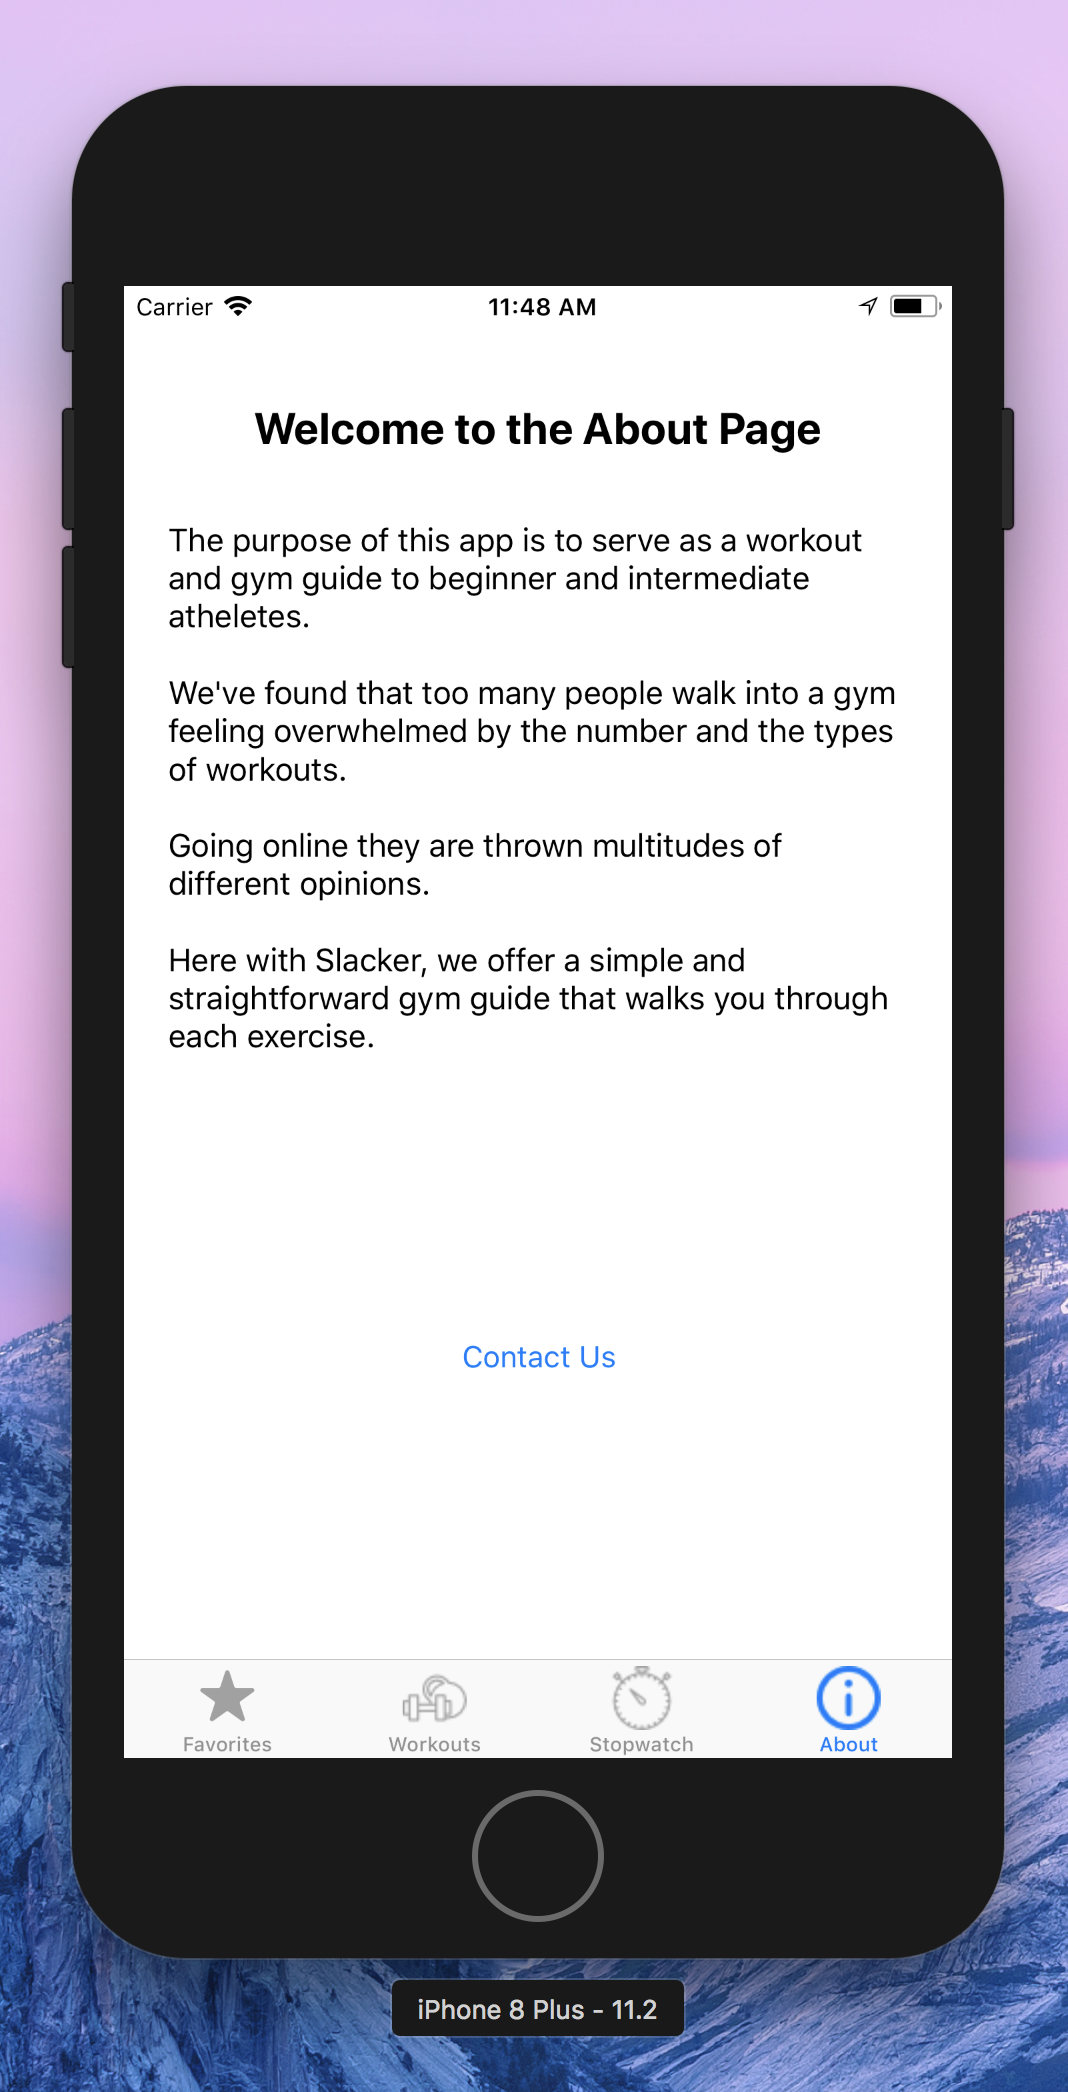 Carrier 11:48 AM
Welcome to the About Page
The purpose of this app is to serve as a workout
and gym guide to beginner and intermediate
atheletes.
We've found that too many people walk into a gym
feeling overwhelmed by the number and the types
of workouts.
Going online they are thrown multitudes of
different opinions.
Here with Slacker, we offer a simple and
straightforward gym guide that walks you through
each exercise.
Contact Us
Favorites Workouts Stopwatch About
iPhone 8 Plus - 11.2